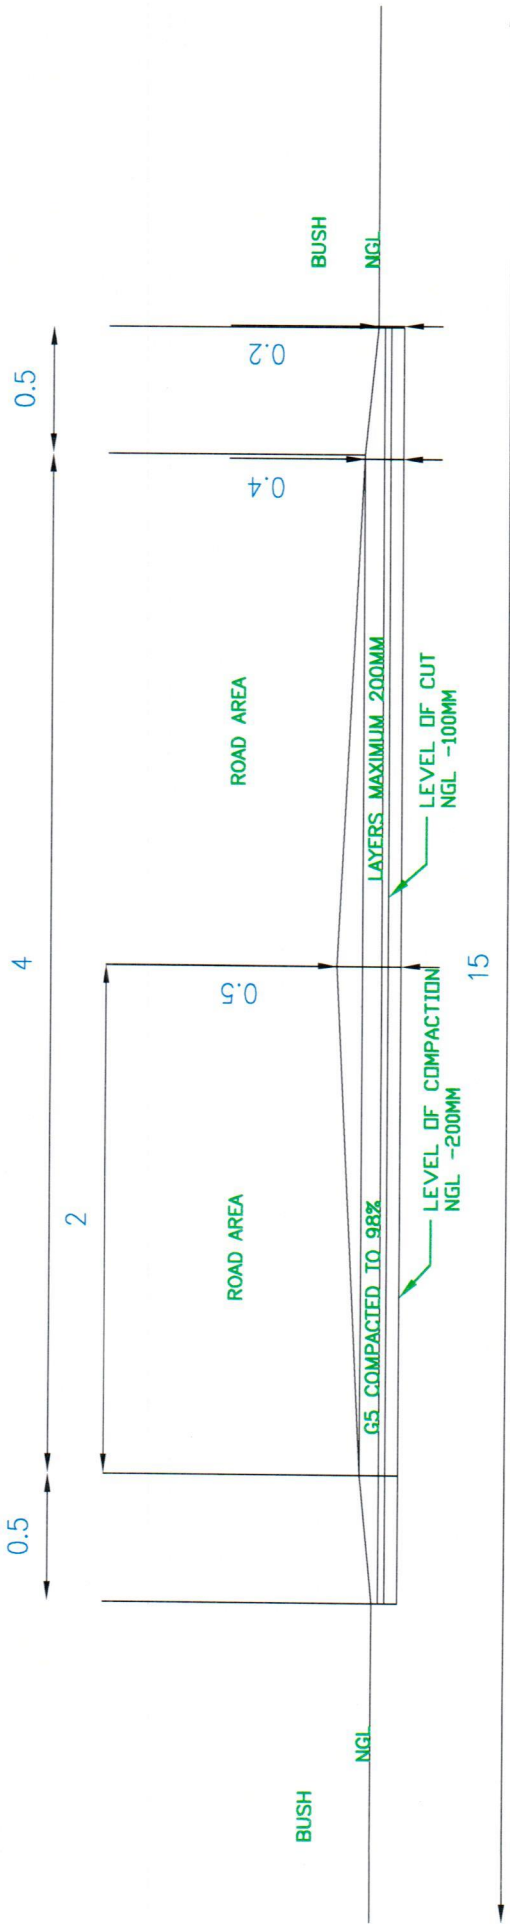 0.5
4
0.5
2
BUSH
NGL
ROAD AREA
0.5
ROAD AREA
0.4
0.2
BUSH
NGL
G5 COMPACTED TO 98%
LAYERS MAXIMUM 200MM
LEVEL OF COMPACTION
NGL -200MM
LEVEL OF CUT
NGL -100MM
15